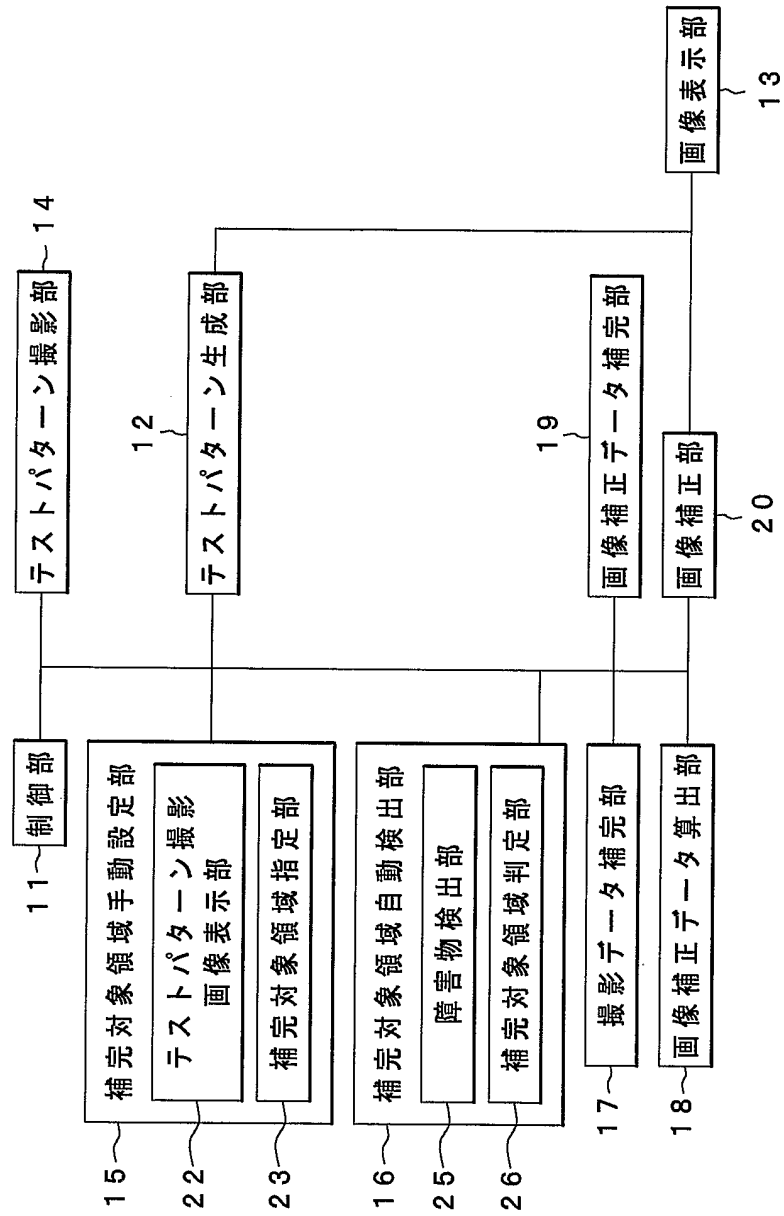 11
制御部
テストパターン撮影部
14
15
補完対象領域手動設定部
22
テストパターン撮影
画像表示部
23
補完対象領域指定部
12
テストパターン生成部
16
補完対象領域自動検出部
25
障害物検出部
26
補完対象領域判定部
17
撮影データ補完部
19
画像補正データ補完部
18
画像補正データ算出部
画像補正部
20
画像表示部
13